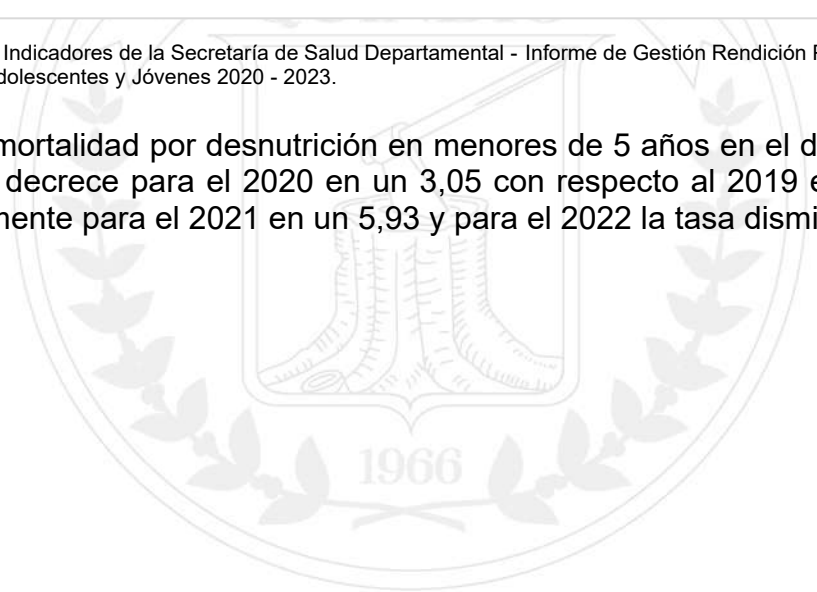 Indicadores de la Secretaría de Salud Departamental - Informe de Gestión Rendición
dolescentes y Jóvenes 2020 - 2023.
mortalidad por desnutrición en menores de 5 años en el d
decrece para el 2020 en un 3,05 con respecto al 2019 e
mente para el 2021 en un 5,93 y para el 2022 la tasa dismi
1966